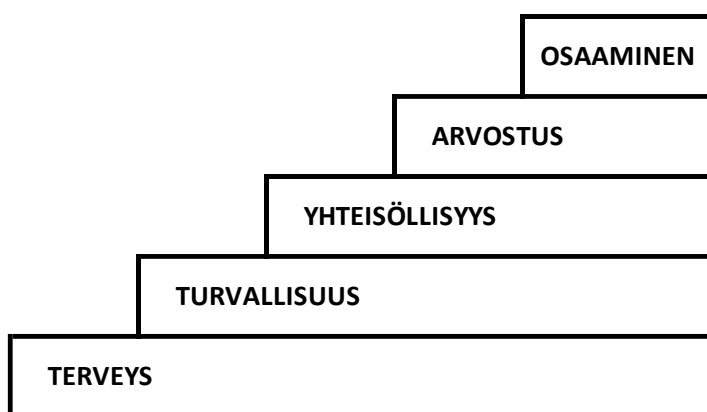 OSAAMINEN
ARVOSTUS
YHTEISÖLLISYYS
TURVALLISUUS
TERVEYS